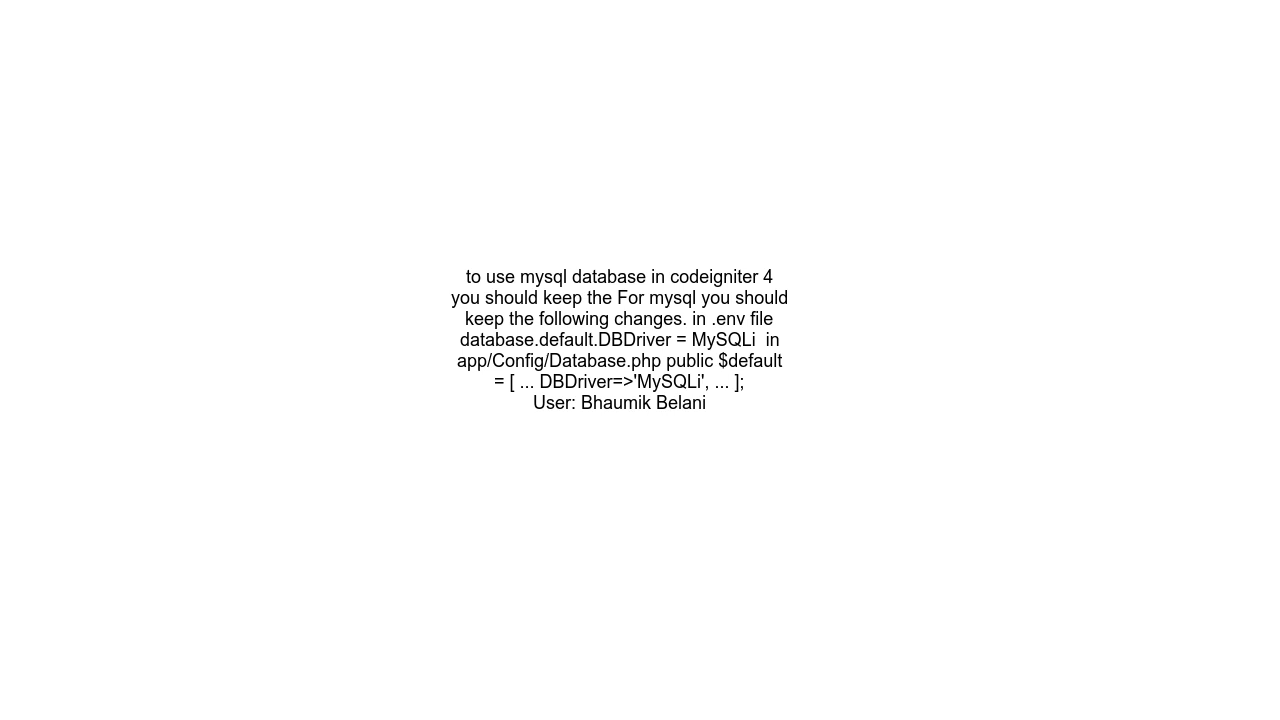 to use mysql database in codeigniter 4
you should keep the For mysql you should
keep the following changes. in .env file
database.default.DBDriver = MySQLi  in
app/Config/Database.php public $default
= [ ... DBDriver=>'MySQLi', ... ];
User: Bhaumik Belani